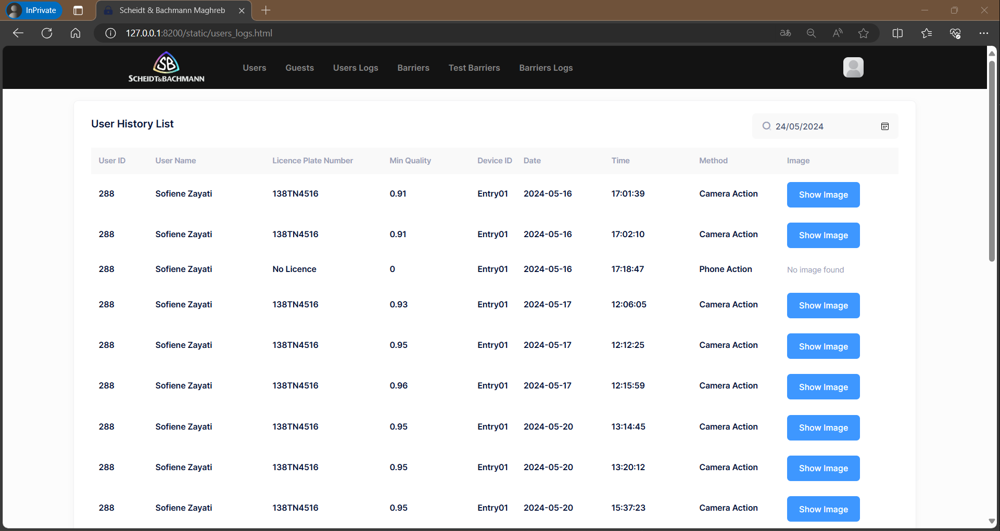 InPrivate
Scheidt & Bachmann Maghreb
127.0.0.1:8200/static/users_logs.html
aあ
SB
SCHEIDT&BACHMANN
Users Guests Users Logs Barriers Test Barriers Barriers Logs
User History List
24/05/2024
User ID User Name Licence Plate Number Min Quality Device ID Date Time Method Image
288 Sofiene Zayati 138TN4516 0.91 Entry01 2024-05-16 17:01:39 Camera Action Show Image
288 Sofiene Zayati 138TN4516 0.91 Entry01 2024-05-16 17:02:10 Camera Action Show Image
288 Sofiene Zayati No Licence 0 Entry01 2024-05-16 17:18:47 Phone Action No image found
288 Sofiene Zayati 138TN4516 0.93 Entry01 2024-05-17 12:06:05 Camera Action Show Image
288 Sofiene Zayati 138TN4516 0.95 Entry01 2024-05-17 12:12:25 Camera Action Show Image
288 Sofiene Zayati 138TN4516 0.96 Entry01 2024-05-17 12:15:59 Camera Action Show Image
288 Sofiene Zayati 138TN4516 0.95 Entry01 2024-05-20 13:14:45 Camera Action Show Image
288 Sofiene Zayati 138TN4516 0.95 Entry01 2024-05-20 13:20:12 Camera Action Show Image
288 Sofiene Zayati 138TN4516 0.95 Entry01 2024-05-20 15:37:23 Camera Action Show Image